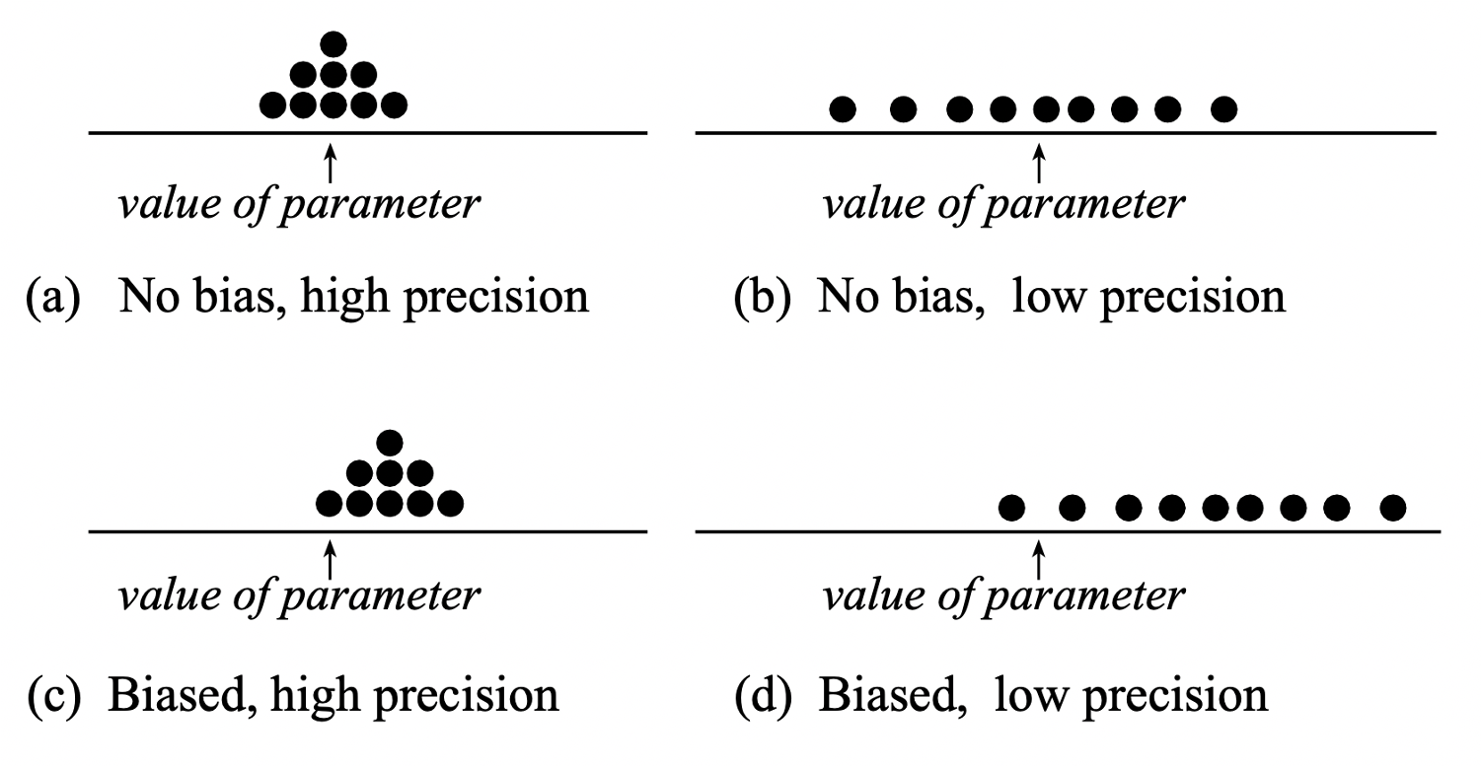 value of parameter
value of parameter
(a) No bias, high precision
(b) No bias, low precision
value of parameter
value of parameter
(c) Biased, high precision
(d) Biased, low precision